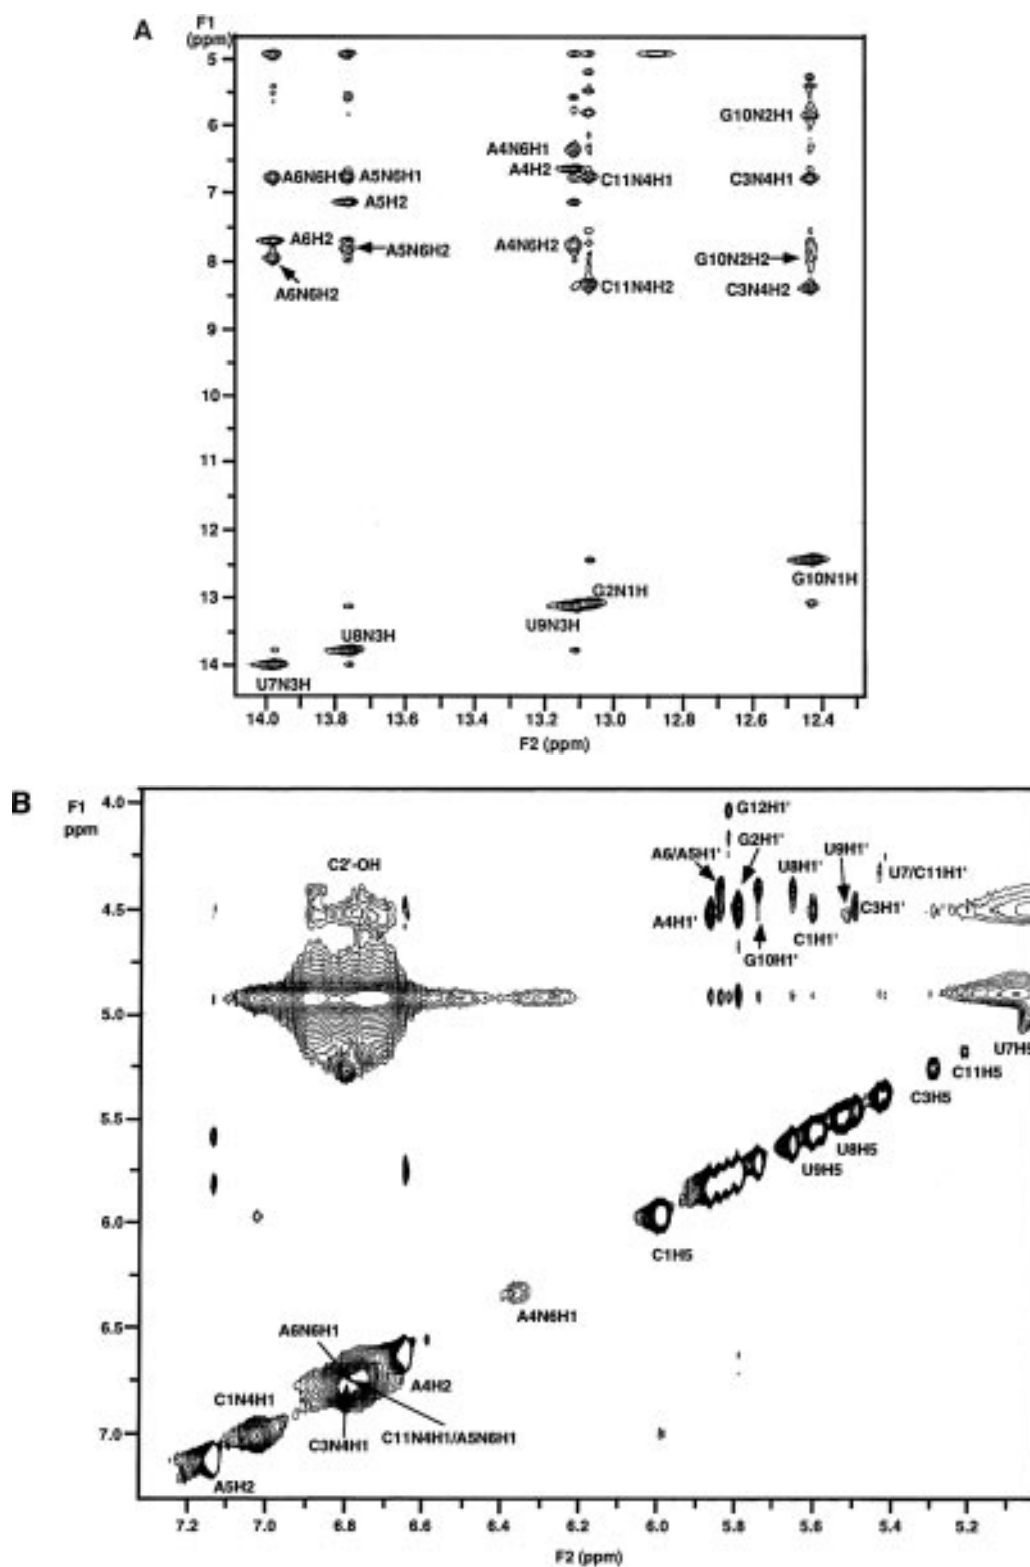 A
F1
(ppm)
5
6
7
8
9
10
11
12
13
14
G10N2H1
A4N6H1
A4H2
A6N6H1
A5N6H1
C11N4H1
C3N4H1
A5H2
A6H2
A5N6H2
A4N6H2
G10N2H2
A6N6H2
C11N4H2
C3N4H2
G10N1H
G2N1H
U9N3H
U8N3H
U7N3H
14.0 13.8 13.6 13.4 13.2 13.0 12.8 12.6 12.4
F2 (ppm)
B
F1
ppm
4.0
4.5
5.0
5.5
6.0
6.5
7.0
G12H1'
C2'-OH
A6/A5H1'
G2H1'
U9H1'
U8H1'
U7/C11H1'
A4H1'
C3H1'
C1H1'
G10H1'
U7H5
C11H5
C3H5
U8H5
U9H5
C1H5
A4N6H1
A6N6H1
A4H2
C1N4H1
C11N4H1/A5N6H1
C3N4H1
A5H2
7.2 7.0 6.8 6.6 6.4 6.2 6.0 5.8 5.6 5.4 5.2
F2 (ppm)